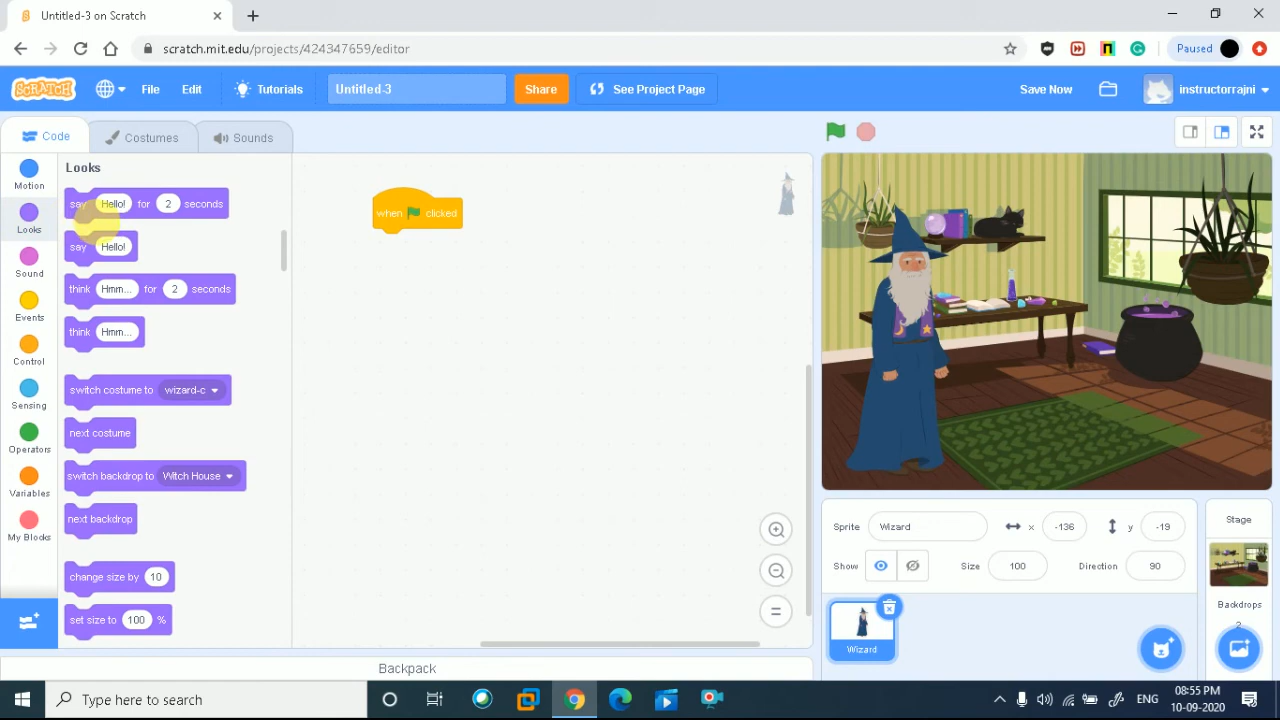 Untitled-3 on Scratch
scratch.mit.edu/projects/424347659/editor
Paused
SCRATCH
File
Edit
Tutorials
Untitled-3
Share
See Project Page
Save Now
instructorrajni
Code
Costumes
Sounds
Motion
Looks
Sound
Events
Control
Sensing
Operators
Variables
My Blocks
Looks
say Hello! for 2 seconds
say Hello!
think Hmm... for 2 seconds
think Hmm...
switch costume to wizard-c
next costume
switch backdrop to Witch House
next backdrop
change size by 10
set size to 100 %
when clicked
Backpack
Sprite Wizard x -136 y -19
Show Size 100 Direction 90
Wizard
Stage
Backdrops
2
Type here to search
ENG
08:55 PM
10-09-2020